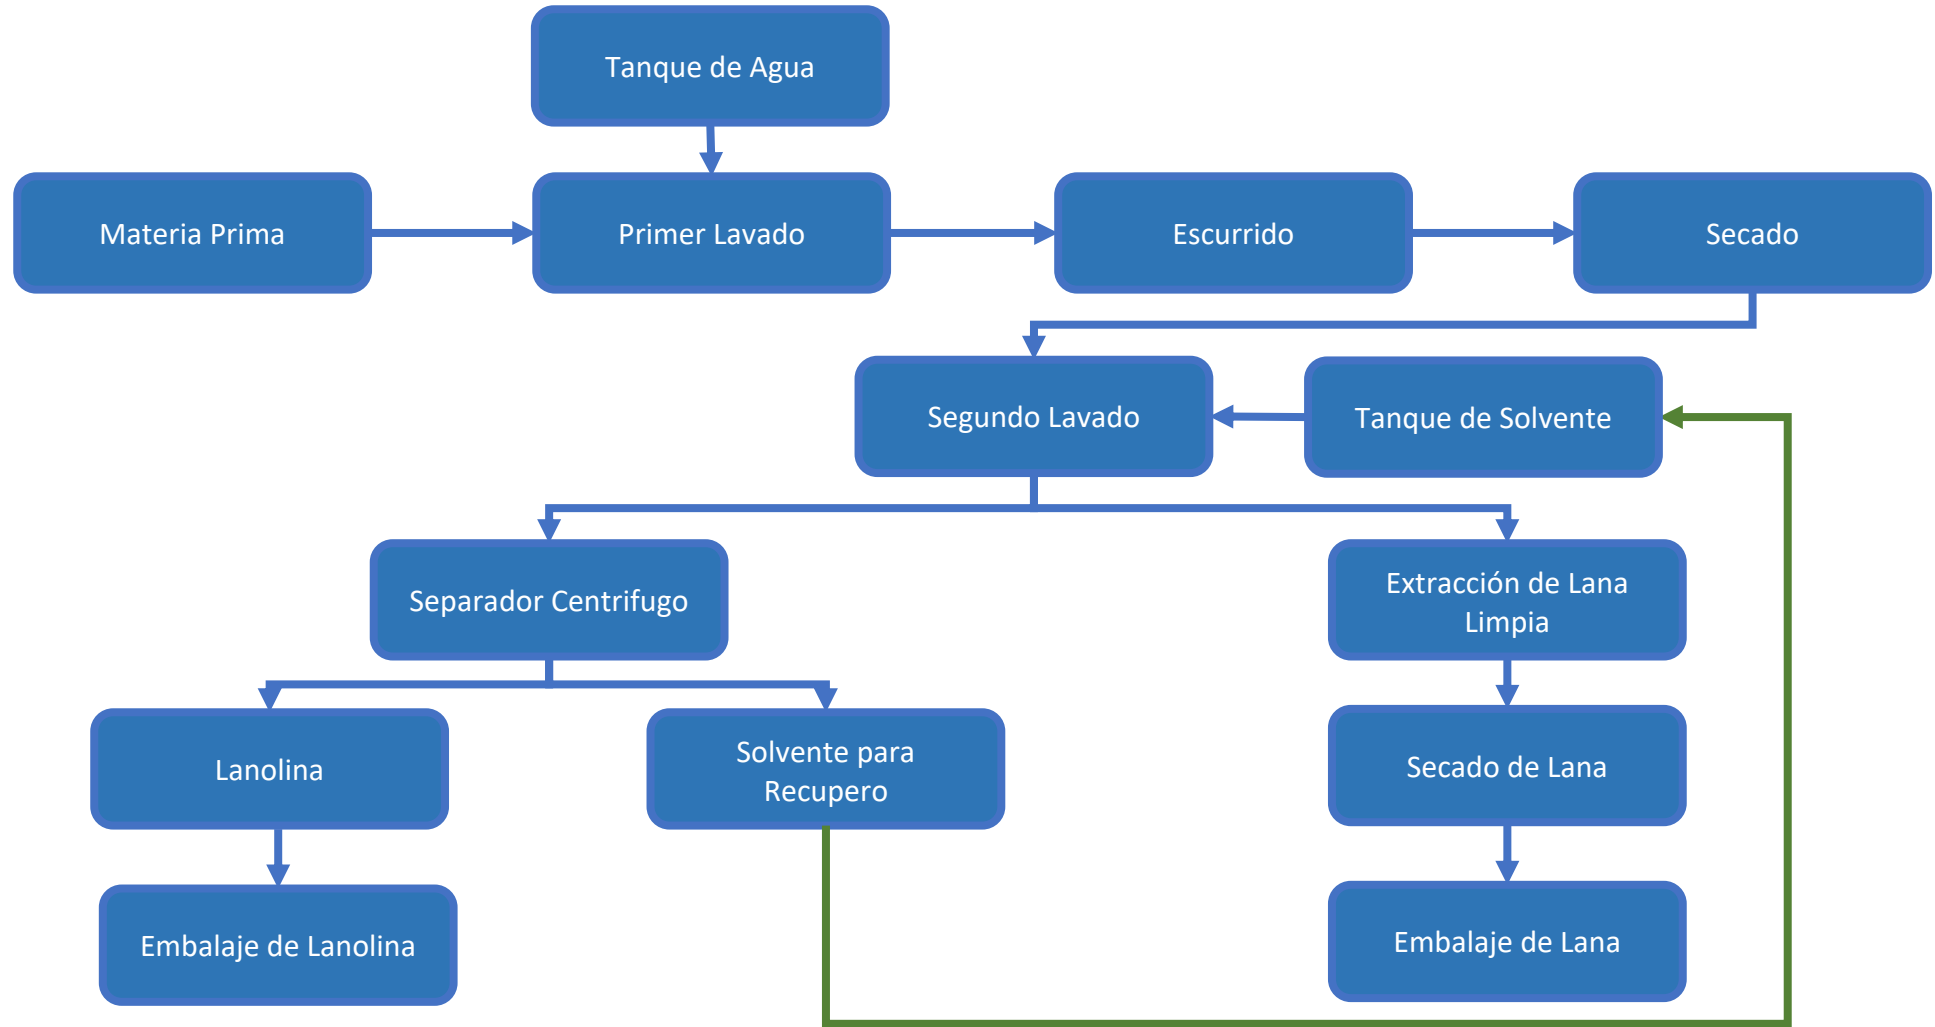 Tanque de Agua
Materia Prima
Primer Lavado
Escurrido
Secado
Segundo Lavado
Tanque de Solvente
Separador Centrifugo
Extracción de Lana
Limpia
Lanolina
Solvente para
Recupero
Secado de Lana
Embalaje de Lanolina
Embalaje de Lana